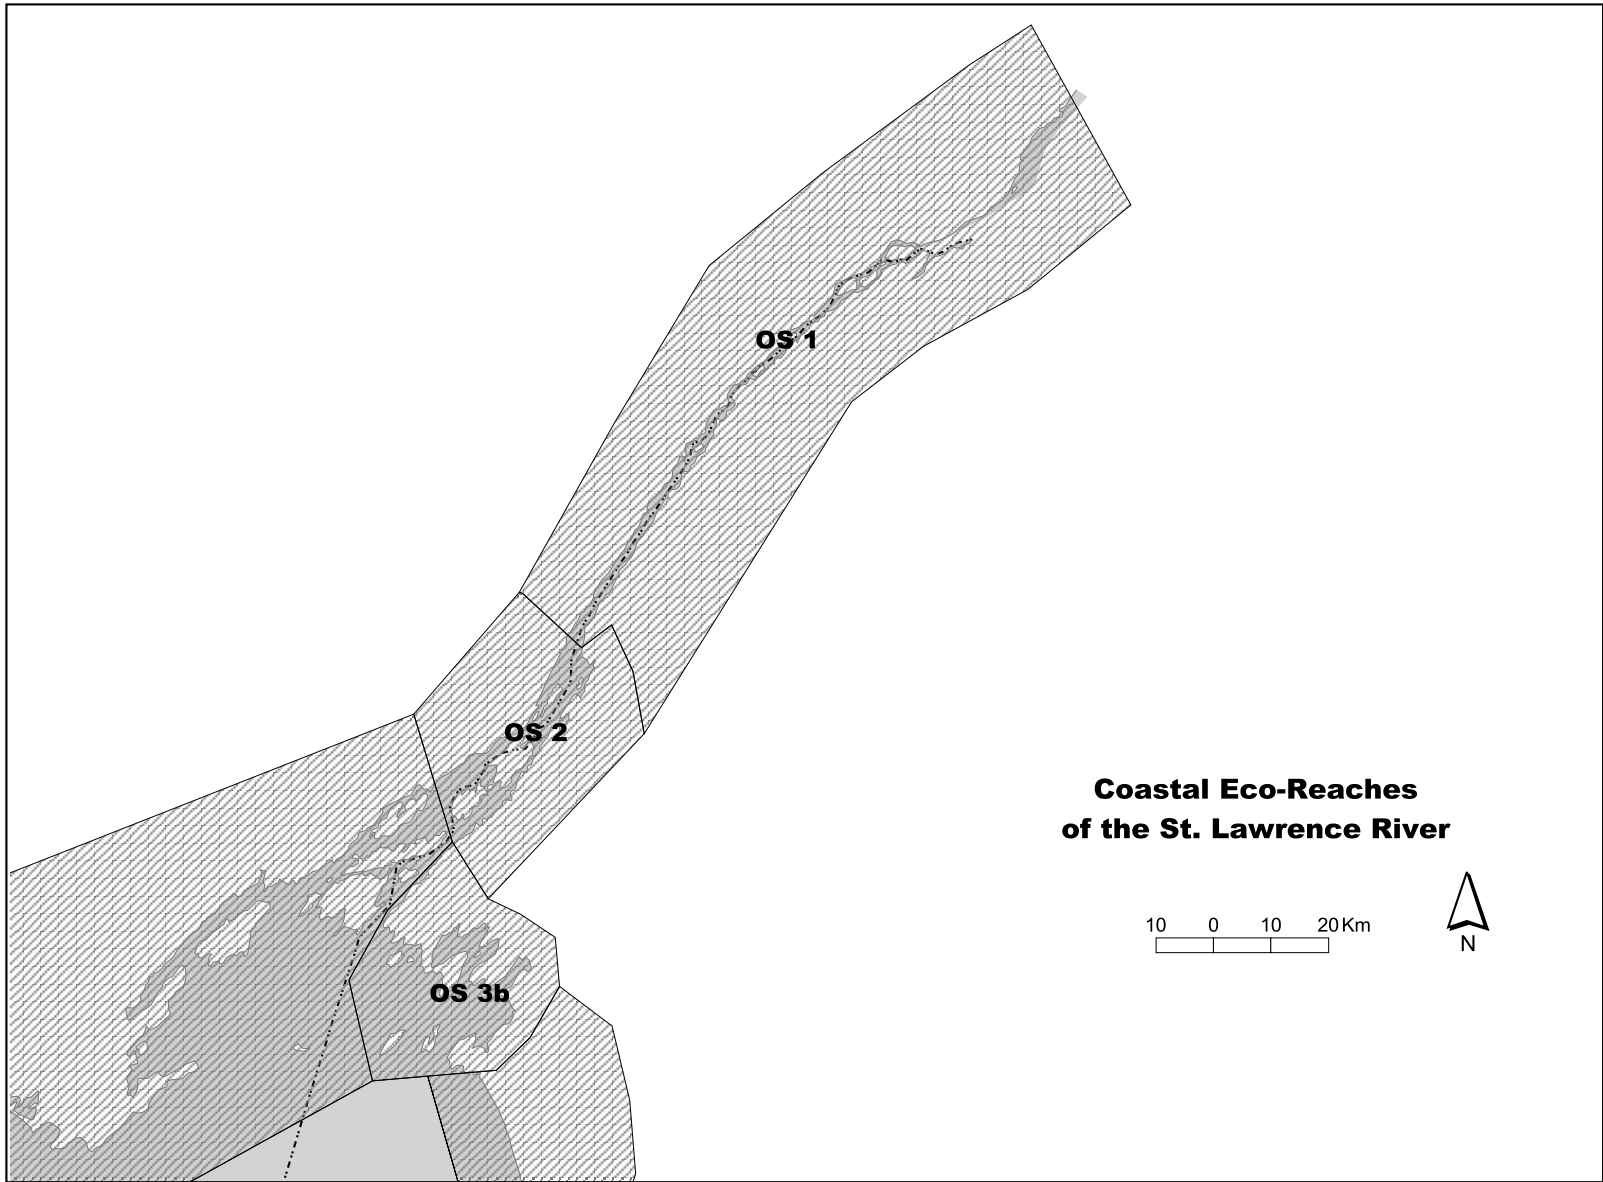 OS 1
OS 2
Coastal Eco-Reaches
of the St. Lawrence River
10 0 10 20 Km
N
OS 3b